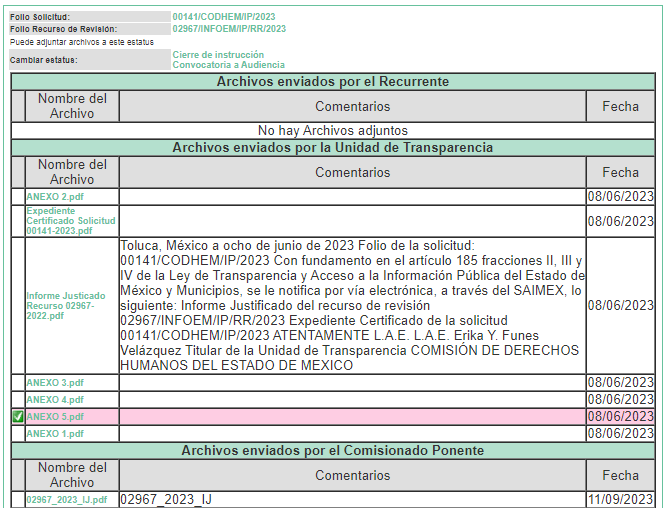 Folio Solicitud: 00141/CODHEM/IP/2023
Folio Recurso de Revisión: 02967/INFOEM/IP/RR/2023
Puede adjuntar archivos a este estatus
Cambiar estatus: Cierre de instrucción
Convocatoria a Audiencia
Archivos enviados por el Recurrente
Nombre del Archivo Comentarios Fecha
No hay Archivos adjuntos
Archivos enviados por la Unidad de Transparencia
Nombre del Archivo Comentarios Fecha
ANEXO 2.pdf 08/06/2023
Expediente
Certificado Solicitud 08/06/2023
00141-2023.pdf
Toluca, México a ocho de junio de 2023 Folio de la solicitud:
00141/CODHEM/IP/2023 Con fundamento en el artículo 185 fracciones II, III y
IV de la Ley de Transparencia y Acceso a la Información Pública del Estado de
México y Municipios, se le notifica por vía electrónica, a través del SAIMEX, lo
Informe Justicado
Recurso 02967-
2022.pdf
siguiente: Informe Justificado del recurso de revisión 08/06/2023
02967/INFOEM/IP/RR/2023 Expediente Certificado de la solicitud
00141/CODHEM/IP/2023 ATENTAMENTE L.A.E. L.A.E. Erika Y. Funes
Velázquez Titular de la Unidad de Transparencia COMISIÓN DE DERECHOS
HUMANOS DEL ESTADO DE MEXICO
ANEXO 3.pdf 08/06/2023
ANEXO 4.pdf 08/06/2023
ANEXO 5.pdf 08/06/2023
ANEXO 1.pdf 08/06/2023
Archivos enviados por el Comisionado Ponente
Nombre del Archivo Comentarios Fecha
02967_2023_IJ.pdf 02967_2023_IJ 11/09/2023